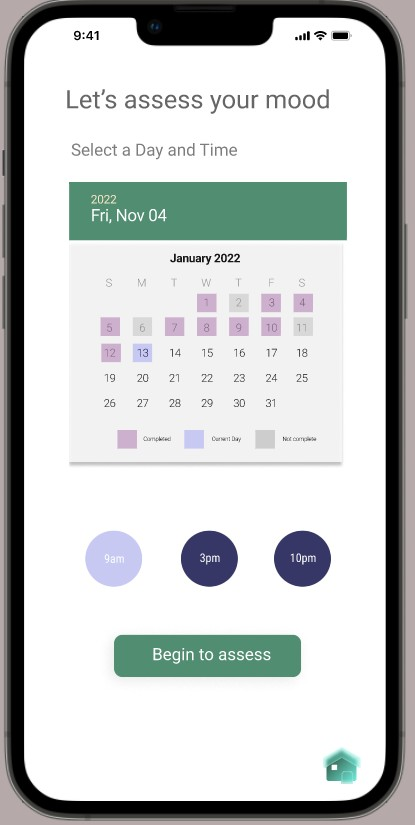 9:41
Let's assess your mood
Select a Day and Time
2022
Fri, Nov 04
January 2022
S M T W T F S
1 2 3 4
5 6 7 8 9 10 11
12 13 14 15 16 17 18
19 20 21 22 23 24 25
26 27 28 29 30 31
Completed Current Day Not complete
9am 3pm 10pm
Begin to assess